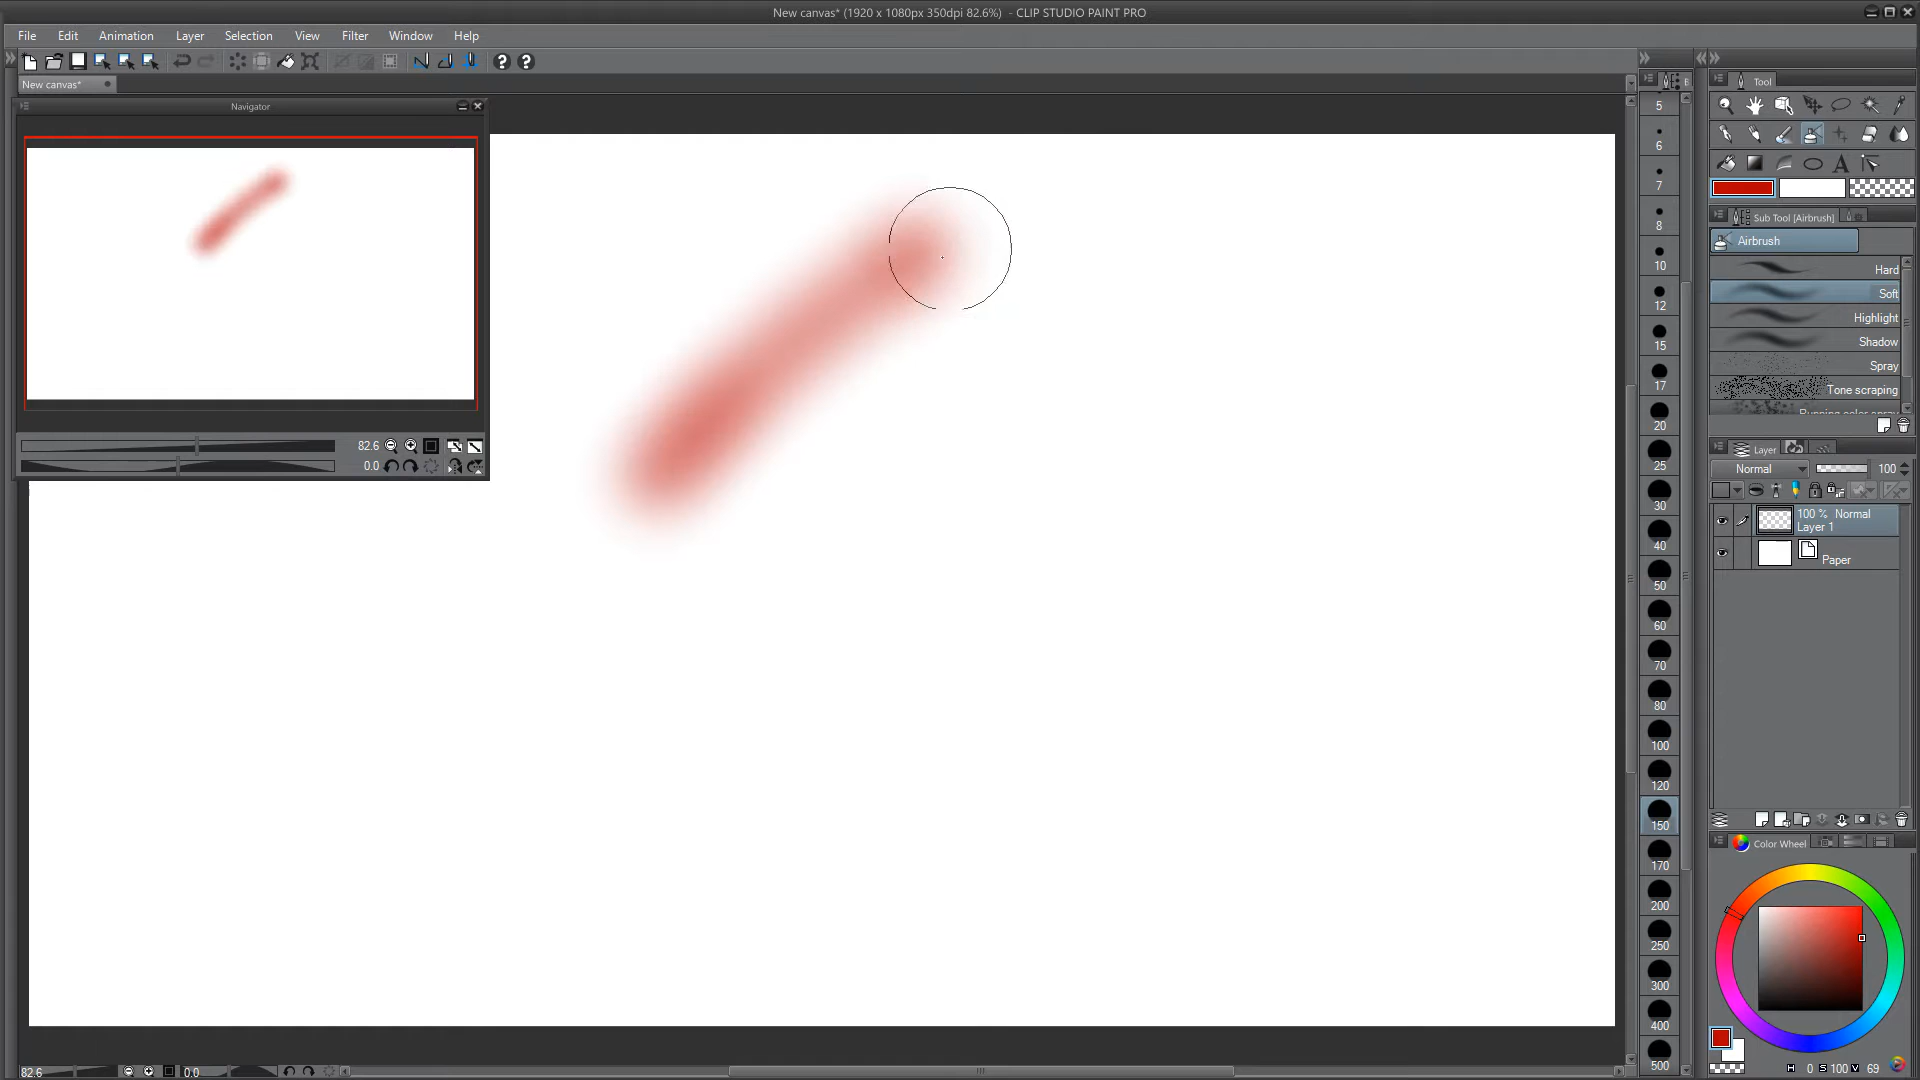 New canvas* (1920 x 1080px 350dpi 82.6%) - CLIP STUDIO PAINT PRO
File Edit Animation Layer Selection View Filter Window Help
New canvas*
Navigator
82.6
0.0
5
6
7
8
10
12
15
17
20
25
30
40
50
60
70
80
100
120
150
170
200
250
300
400
500
Tool
Sub Tool [Airbrush]
Airbrush
Hard
Soft
Highlight
Shadow
Spray
Tone scraping
Running color spray
Layer
Normal 100
100 % Normal
Layer 1
Paper
Color Wheel
H 0 S 100 V 69
82.6 0.0